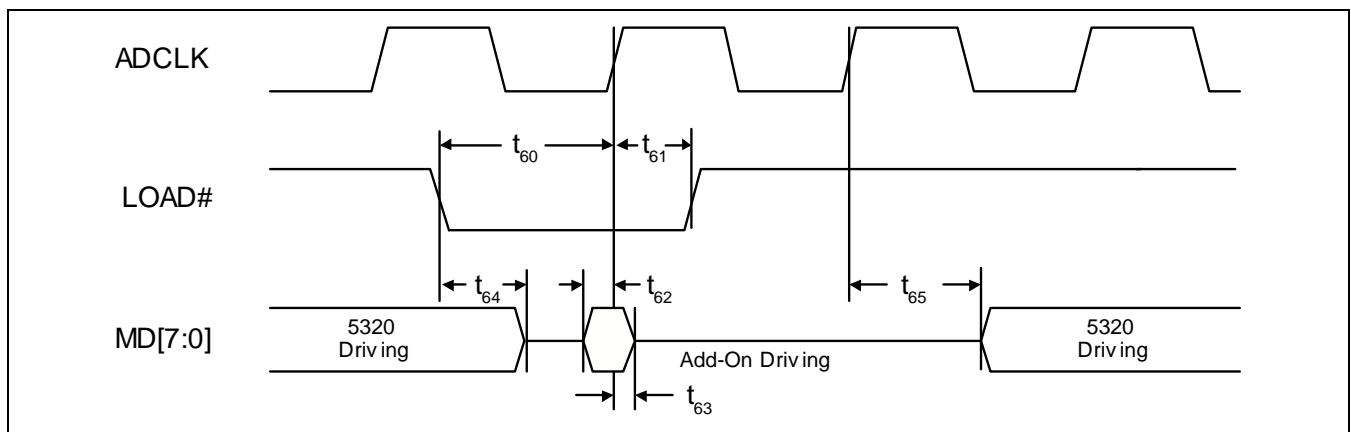 ADCLK
t60 t61
LOAD#
t64 t62 t65
MD[7:0]
5320
Driving
Add-On Driving
5320
Driving
t63